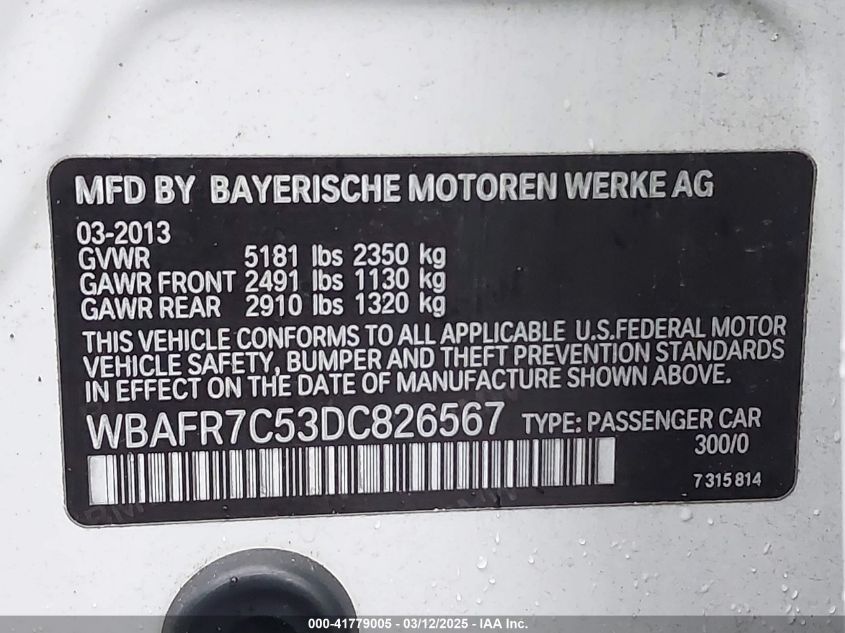 MFD BY BAYERISCHE MOTOREN WERKE AG
03-2013
GVWR 5181 lbs 2350 kg
GAWR FRONT 2491 lbs 1130 kg
GAWR REAR 2910 lbs 1320 kg
THIS VEHICLE CONFORMS TO ALL APPLICABLE U.S.FEDERAL MOTOR
VEHICLE SAFETY, BUMPER AND THEFT PREVENTION STANDARDS
IN EFFECT ON THE DATE OF MANUFACTURE SHOWN ABOVE.
WBAFR7C53DC826567 TYPE: PASSENGER CAR
300/0
7 315 814
000-41779005 - 03/12/2025 - IAA Inc.